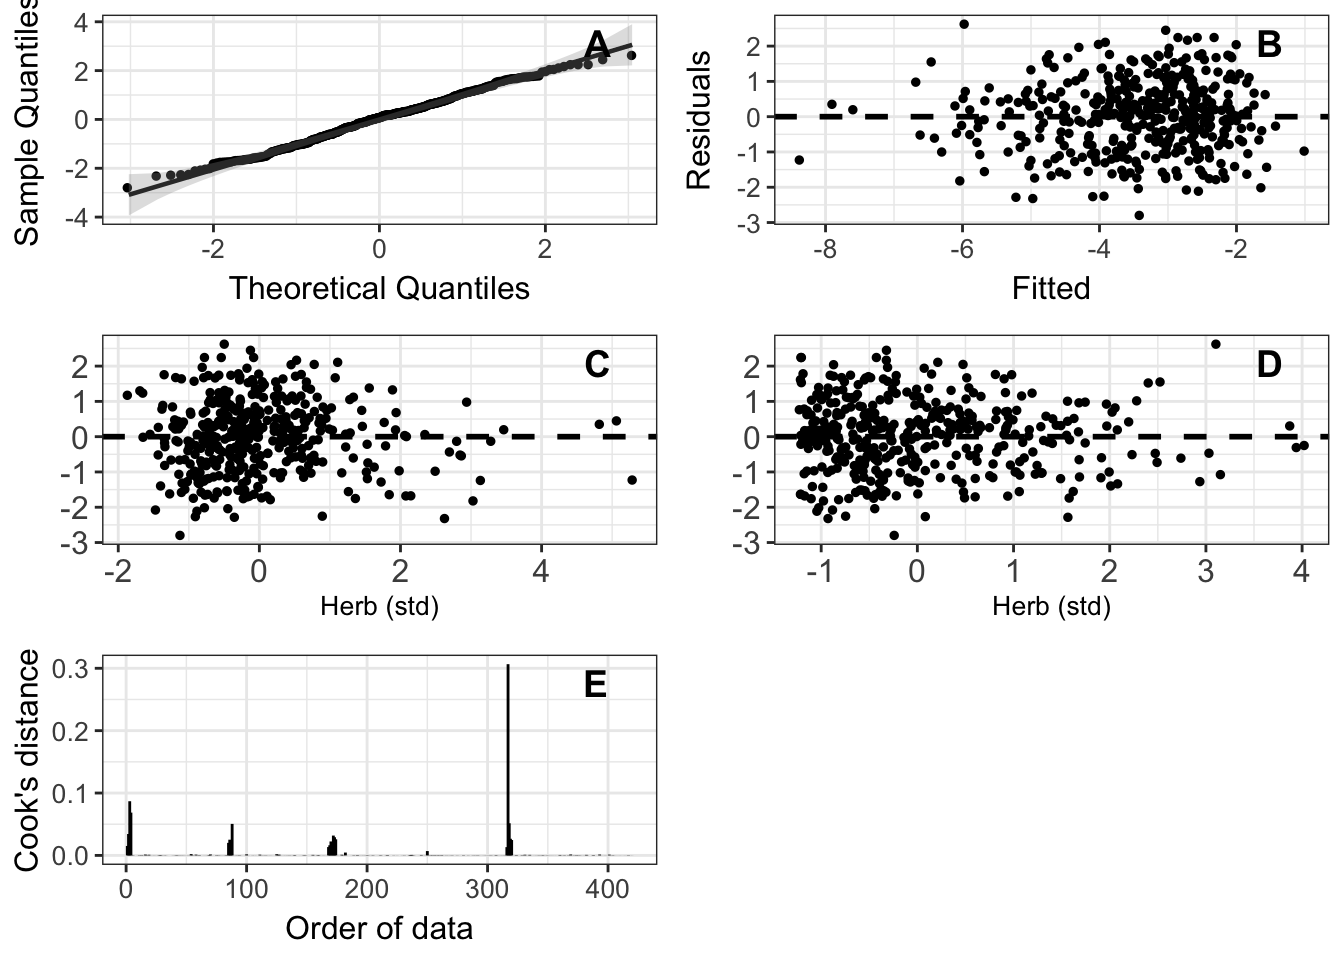 A
Sample Quantiles
4
2
0
-2
-4
-2 0 2
Theoretical Quantiles
B
Residuals
2
1
0
-1
-2
-3
-8 -6 -4 -2
Fitted
C
2
1
0
-1
-2
-3
-2 0 2 4
Herb (std)
D
2
1
0
-1
-2
-3
-1 0 1 2 3 4
Herb (std)
E
Cook's distance
0.3
0.2
0.1
0.0
0 100 200 300 400
Order of data